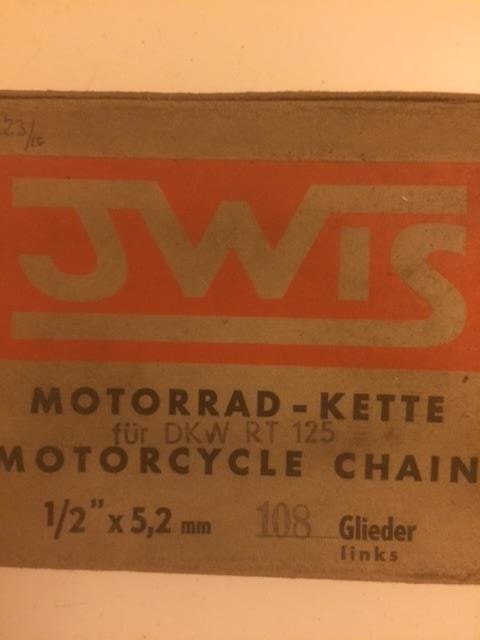 23/10
JWIS
MOTORRAD-KETTE
für DKW RT 125
MOTORCYCLE CHAIN
1/2" x 5,2 mm 108 Glieder
links